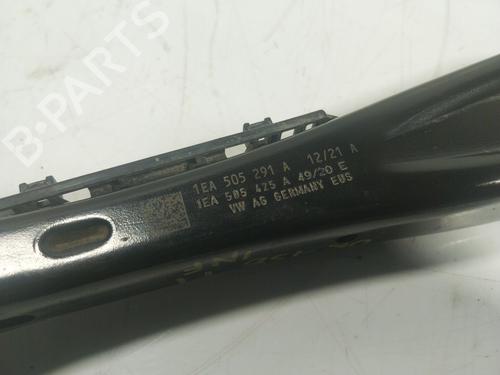 B-PARTS
1EA 505 291 A 12/21 A
1EA 505 425 A 49/20 E
VW AG GERMANY EUS